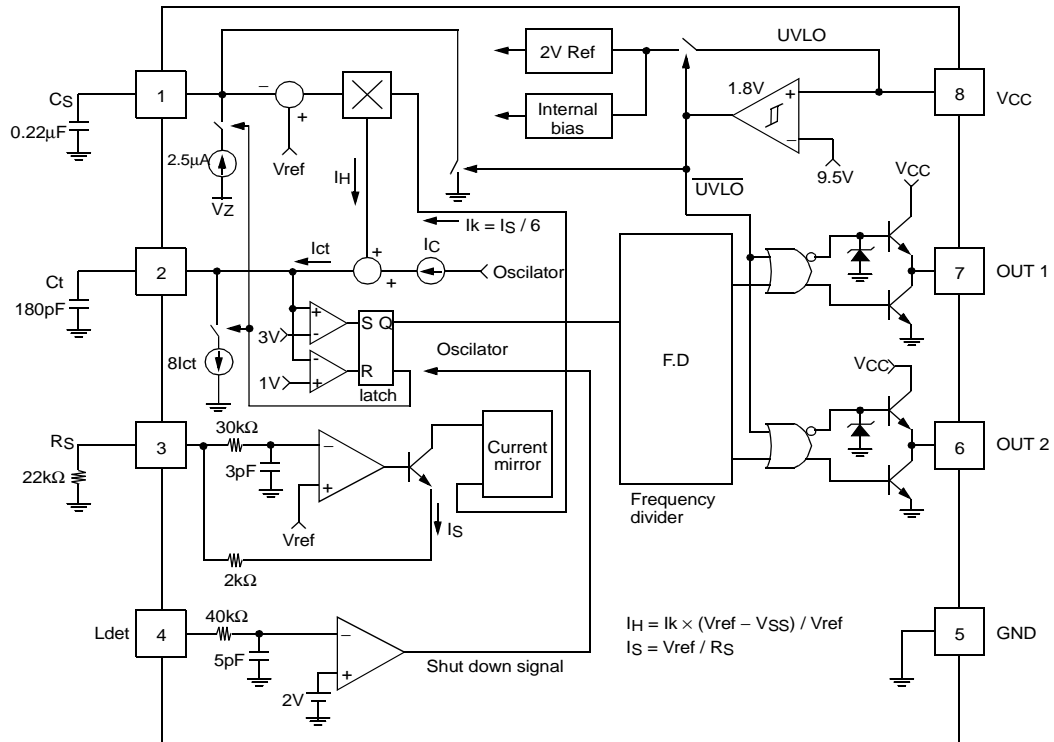 UVLO
2V Ref
1.8V
1
+
8
VCC
CS
−
Internal bias
0.22μF
+
−
2.5μA
Vref
9.5V
VCC
IH
UVLO
VZ
Ik = IS / 6
Ict
IC
+
2
7
OUT 1
Ct
+
Oscilator
180pF
+
S Q
3V
-
Oscilator
F.D
8Ict
-
R
VCC
1V
+
latch
30kΩ
RS
3
−
Current mirror
6
OUT 2
3pF
22kΩ
+
Frequency divider
Vref
IS
2kΩ
40kΩ
Ldet
4
−
IH = Ik × (Vref − VSS) / Vref
5
GND
IS = Vref / RS
5pF
Shut down signal
+
2V